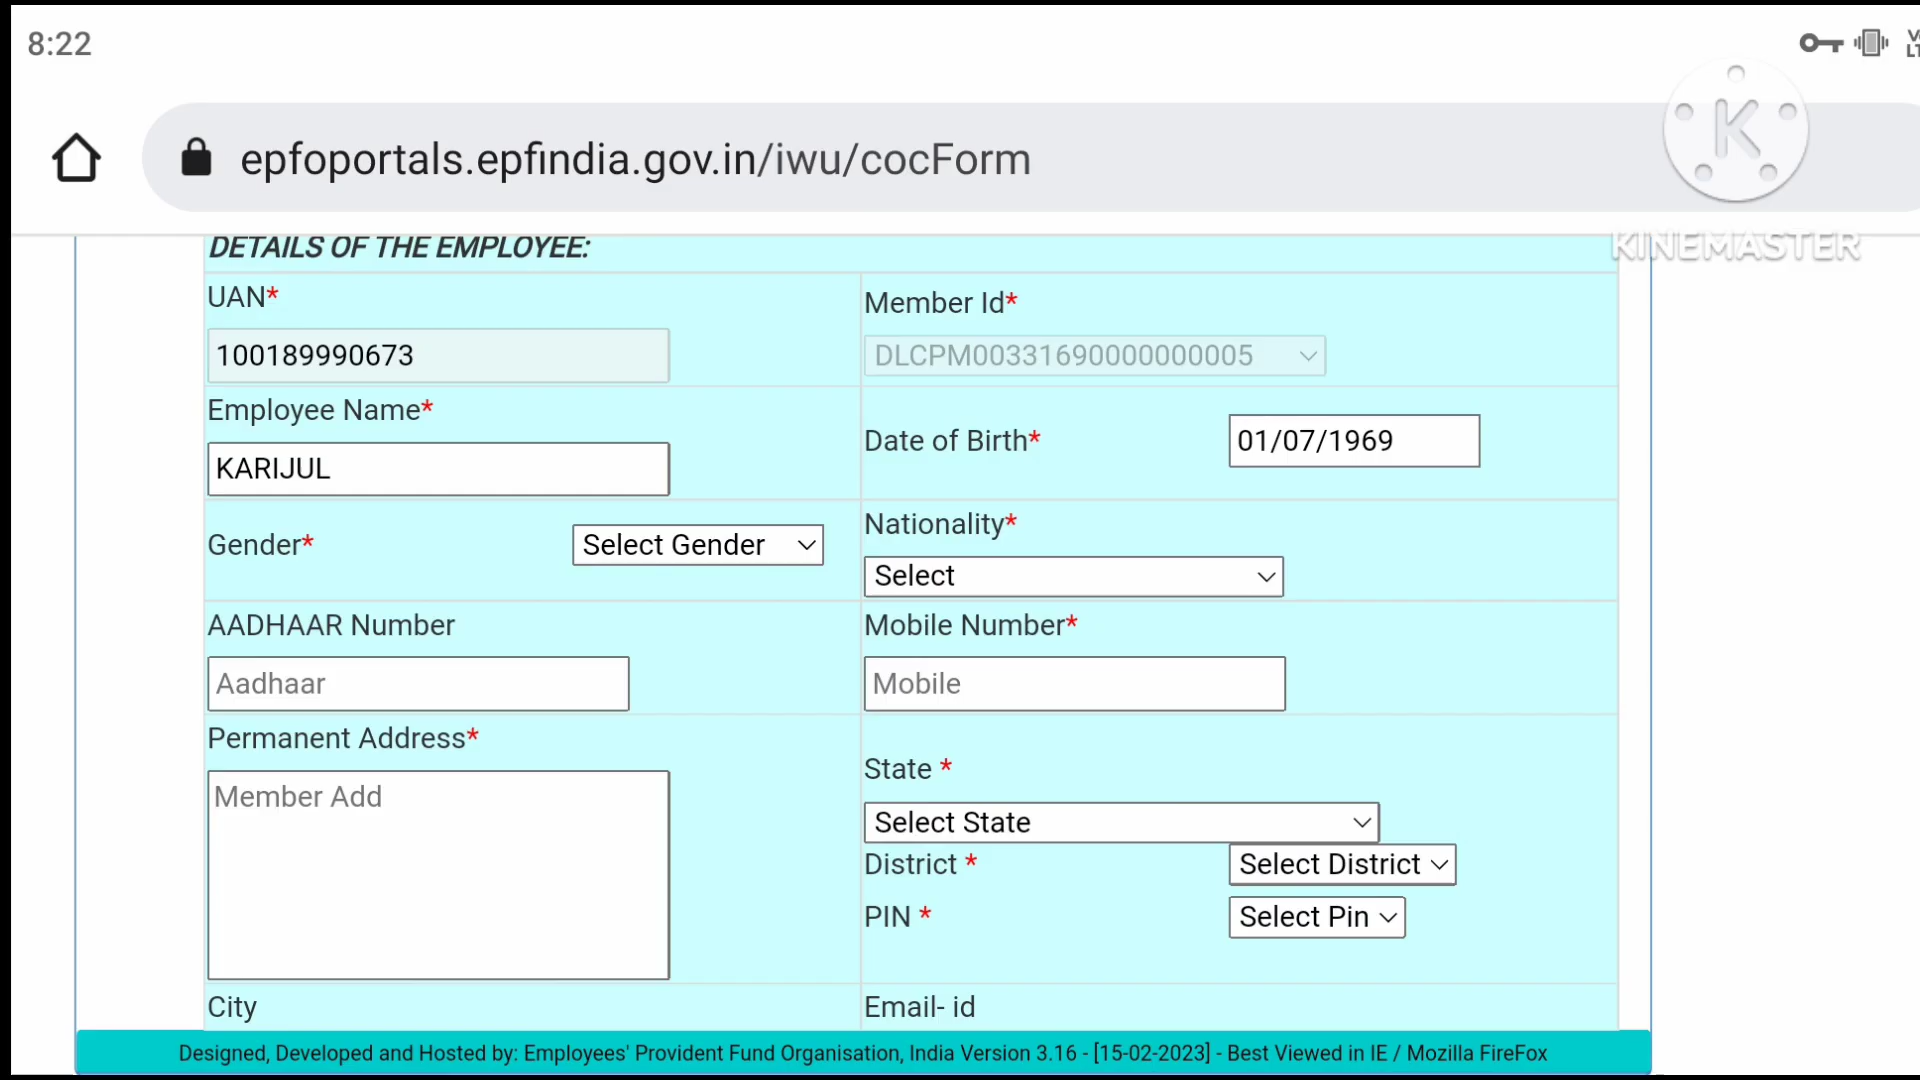 8:22
epfoportals.epfindia.gov.in/iwu/cocForm
K
KINEMASTER
DETAILS OF THE EMPLOYEE:
UAN*
Member Id*
100189990673
DLCPM00331690000000005
Employee Name*
KARIJUL
Date of Birth*
01/07/1969
Gender*
Select Gender
Nationality*
Select
AADHAAR Number
Mobile Number*
Aadhaar
Mobile
Permanent Address*
Member Add
State *
Select State
District *
Select District
PIN *
Select Pin
City
Email- id
Designed, Developed and Hosted by: Employees' Provident Fund Organisation, India Version 3.16 - [15-02-2023] - Best Viewed in IE / Mozilla FireFox